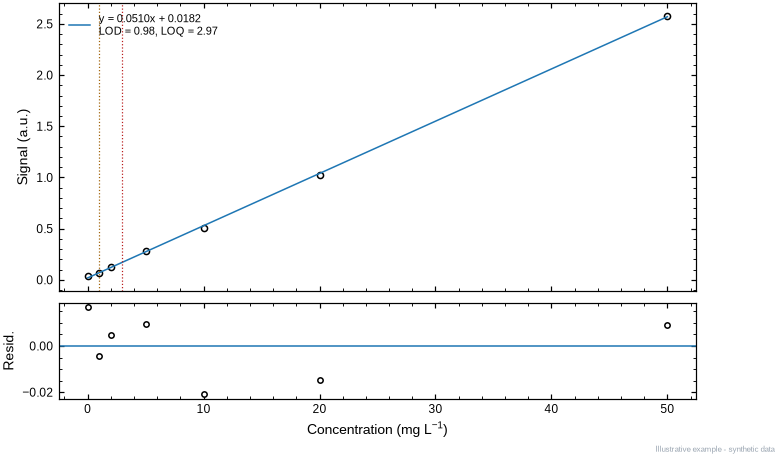 y = 0.0510x + 0.0182
LOD = 0.98, LOQ = 2.97
2.5
2.0
1.5
1.0
0.5
0.0
Signal (a.u.)
0.00
−0.02
Resid.
0 10 20 30 40 50
Concentration (mg L⁻¹)
Illustrative example - synthetic data